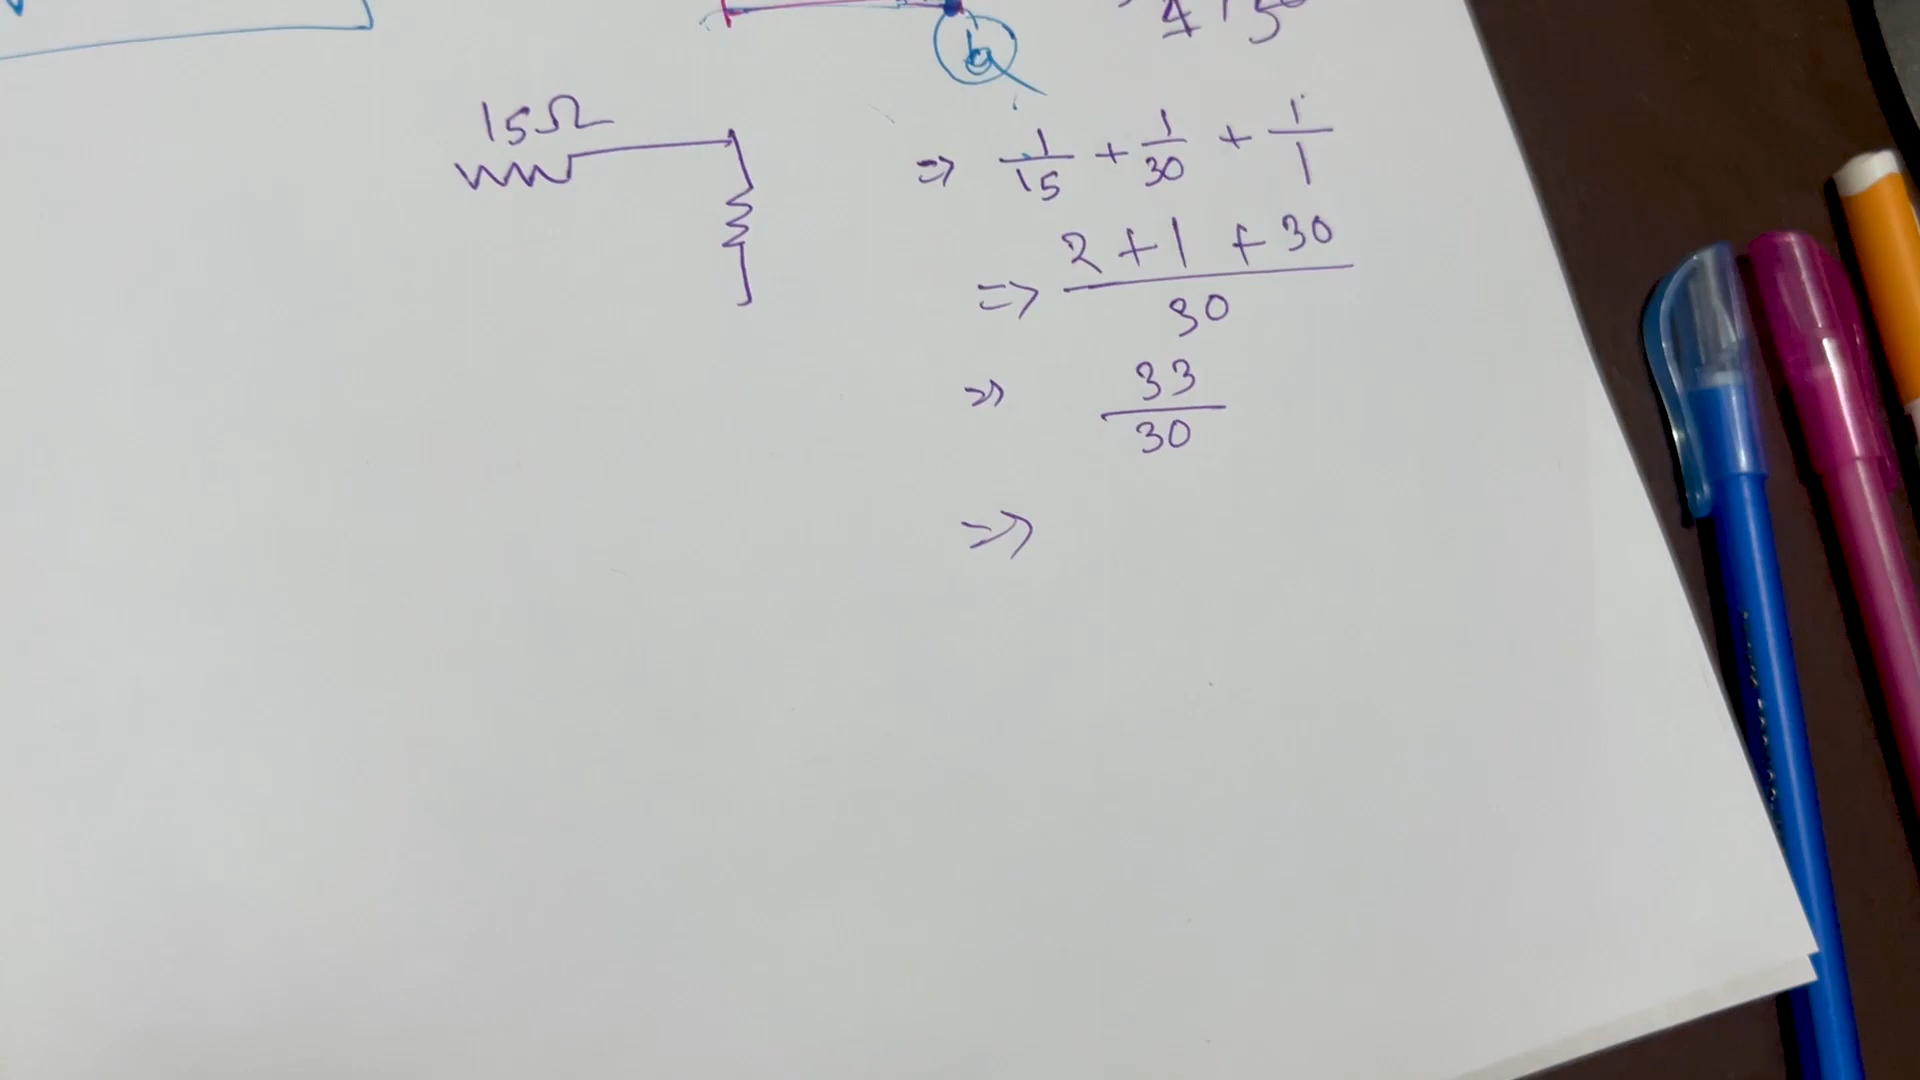 b
15Ω
⇒ 1/15 + 1/30 + 1/1
⇒ 2 + 1 + 30 / 30
⇒ 33/30
⇒